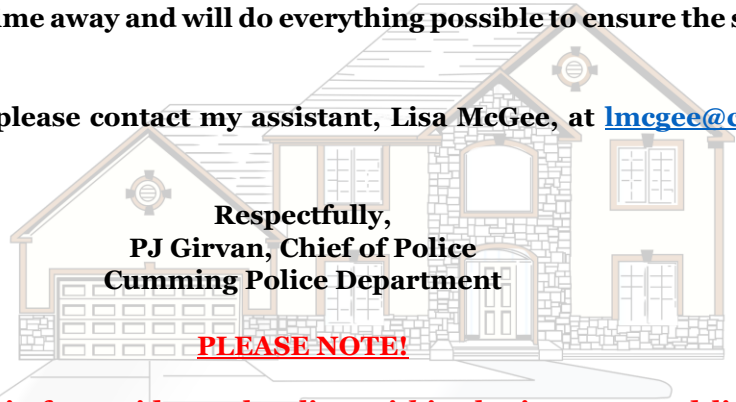 me away and will do everything possible to ensure the
please contact my assistant, Lisa McGee, at lmcgee@c
Respectfully,
PJ Girvan, Chief of Police
Cumming Police Department
PLEASE NOTE!